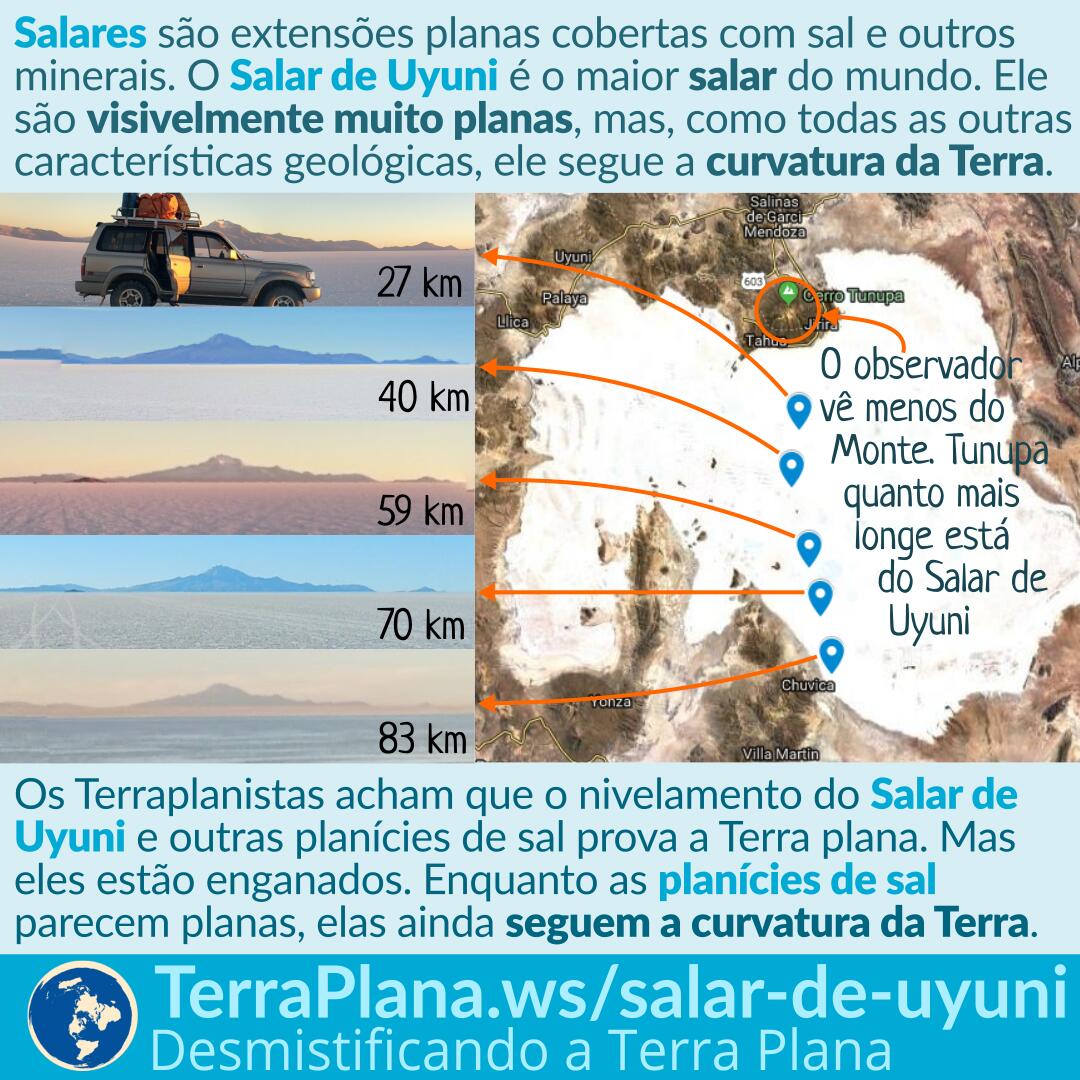 Salares são extensões planas cobertas com sal e outros
minerais. O Salar de Uyuni é o maior salar do mundo. Ele
são visivelmente muito planas, mas, como todas as outras
características geológicas, ele segue a curvatura da Terra.
27 km
40 km
59 km
70 km
83 km
Salinas
de Garci
Mendoza
Uyuni
603
Cerro Tunupa
Palaya
Llica
Jirira
Tahua
O observador
vê menos do
Monte. Tunupa
quanto mais
longe está
do Salar de
Uyuni
Chuvica
Yonza
Villa Martin
Os Terraplanistas acham que o nivelamento do Salar de
Uyuni e outras planícies de sal prova a Terra plana. Mas
eles estão enganados. Enquanto as planícies de sal
parecem planas, elas ainda seguem a curvatura da Terra.
TerraPlana.ws/salar-de-uyuni
Desmistificando a Terra Plana